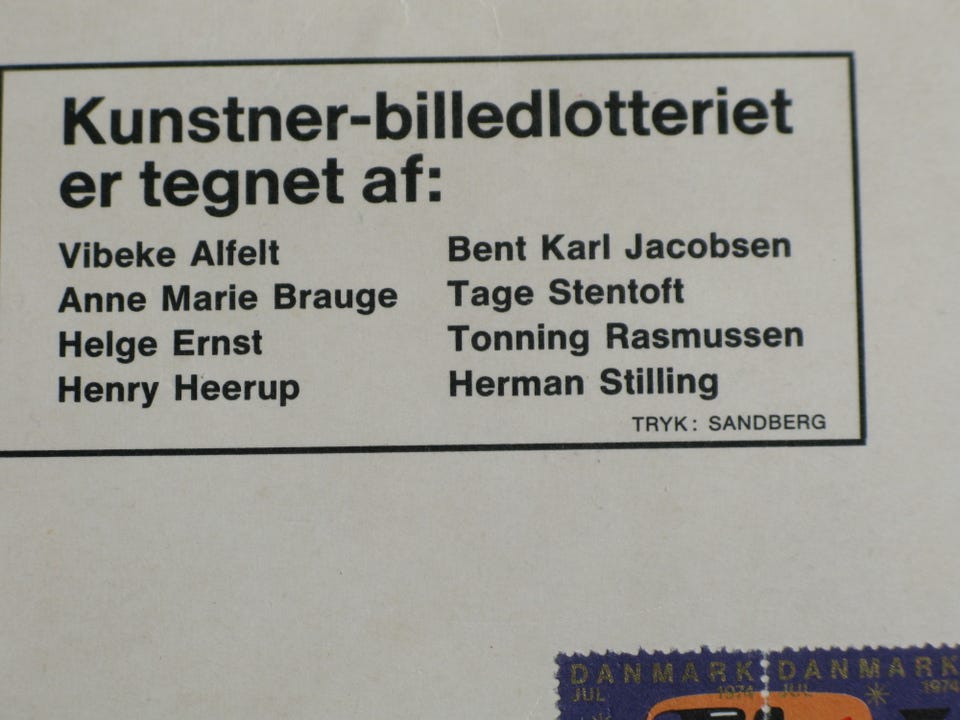 Kunstner-billedlotteriet
er tegnet af:
Vibeke Alfelt
Anne Marie Brauge
Helge Ernst
Henry Heerup
Bent Karl Jacobsen
Tage Stentoft
Tonning Rasmussen
Herman Stilling
TRYK: SANDBERG
DANMARK DANMARK
JUL 1974 JUL 1974